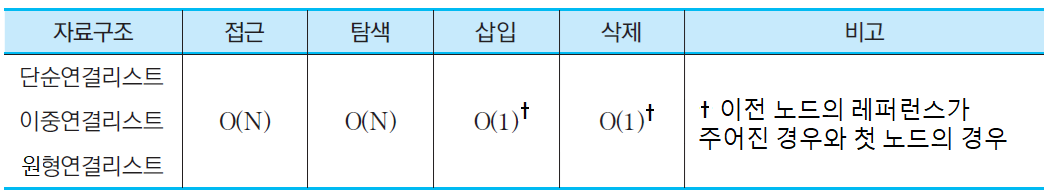 자료구조 접근 탐색 삽입 삭제 비고
단순연결리스트
이중연결리스트 O(N) O(N) O(1)† O(1)† † 이전 노드의 레퍼런스가
주어진 경우와 첫 노드의 경우
원형연결리스트